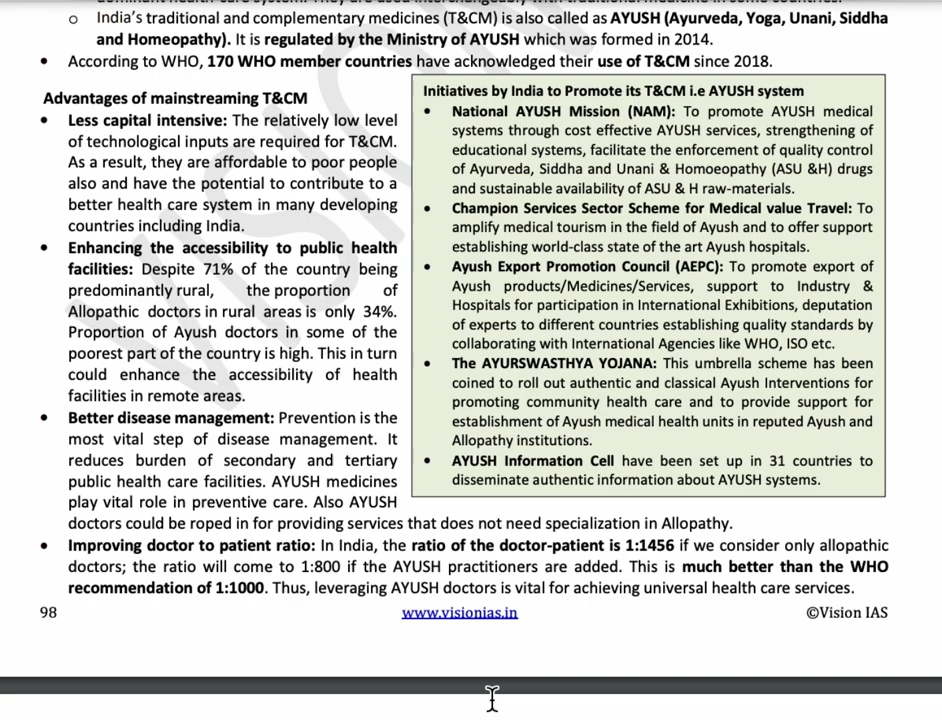 o India's traditional and complementary medicines (T&CM) is also called as AYUSH (Ayurveda, Yoga, Unani, Siddha
and Homeopathy). It is regulated by the Ministry of AYUSH which was formed in 2014.
• According to WHO, 170 WHO member countries have acknowledged their use of T&CM since 2018.
Advantages of mainstreaming T&CM
• Less capital intensive: The relatively low level
of technological inputs are required for T&CM.
As a result, they are affordable to poor people
also and have the potential to contribute to a
better health care system in many developing
countries including India.
• Enhancing the accessibility to public health
facilities: Despite 71% of the country being
predominantly rural, the proportion of
Allopathic doctors in rural areas is only 34%.
Proportion of Ayush doctors in some of the
poorest part of the country is high. This in turn
could enhance the accessibility of health
facilities in remote areas.
• Better disease management: Prevention is the
most vital step of disease management. It
reduces burden of secondary and tertiary
public health care facilities. AYUSH medicines
play vital role in preventive care. Also AYUSH
doctors could be roped in for providing services that does not need specialization in Allopathy.
Initiatives by India to Promote its T&CM i.e AYUSH system
• National AYUSH Mission (NAM): To promote AYUSH medical
systems through cost effective AYUSH services, strengthening of
educational systems, facilitate the enforcement of quality control
of Ayurveda, Siddha and Unani & Homoeopathy (ASU &H) drugs
and sustainable availability of ASU & H raw-materials.
• Champion Services Sector Scheme for Medical value Travel: To
amplify medical tourism in the field of Ayush and to offer support
establishing world-class state of the art Ayush hospitals.
• Ayush Export Promotion Council (AEPC): To promote export of
Ayush products/Medicines/Services, support to Industry &
Hospitals for participation in International Exhibitions, deputation
of experts to different countries establishing quality standards by
collaborating with International Agencies like WHO, ISO etc.
• The AYURSWASTHYA YOJANA: This umbrella scheme has been
coined to roll out authentic and classical Ayush Interventions for
promoting community health care and to provide support for
establishment of Ayush medical health units in reputed Ayush and
Allopathy institutions.
• AYUSH Information Cell have been set up in 31 countries to
disseminate authentic information about AYUSH systems.
• Improving doctor to patient ratio: In India, the ratio of the doctor-patient is 1:1456 if we consider only allopathic
doctors; the ratio will come to 1:800 if the AYUSH practitioners are added. This is much better than the WHO
recommendation of 1:1000. Thus, leveraging AYUSH doctors is vital for achieving universal health care services.
98 www.visionias.in ©Vision IAS